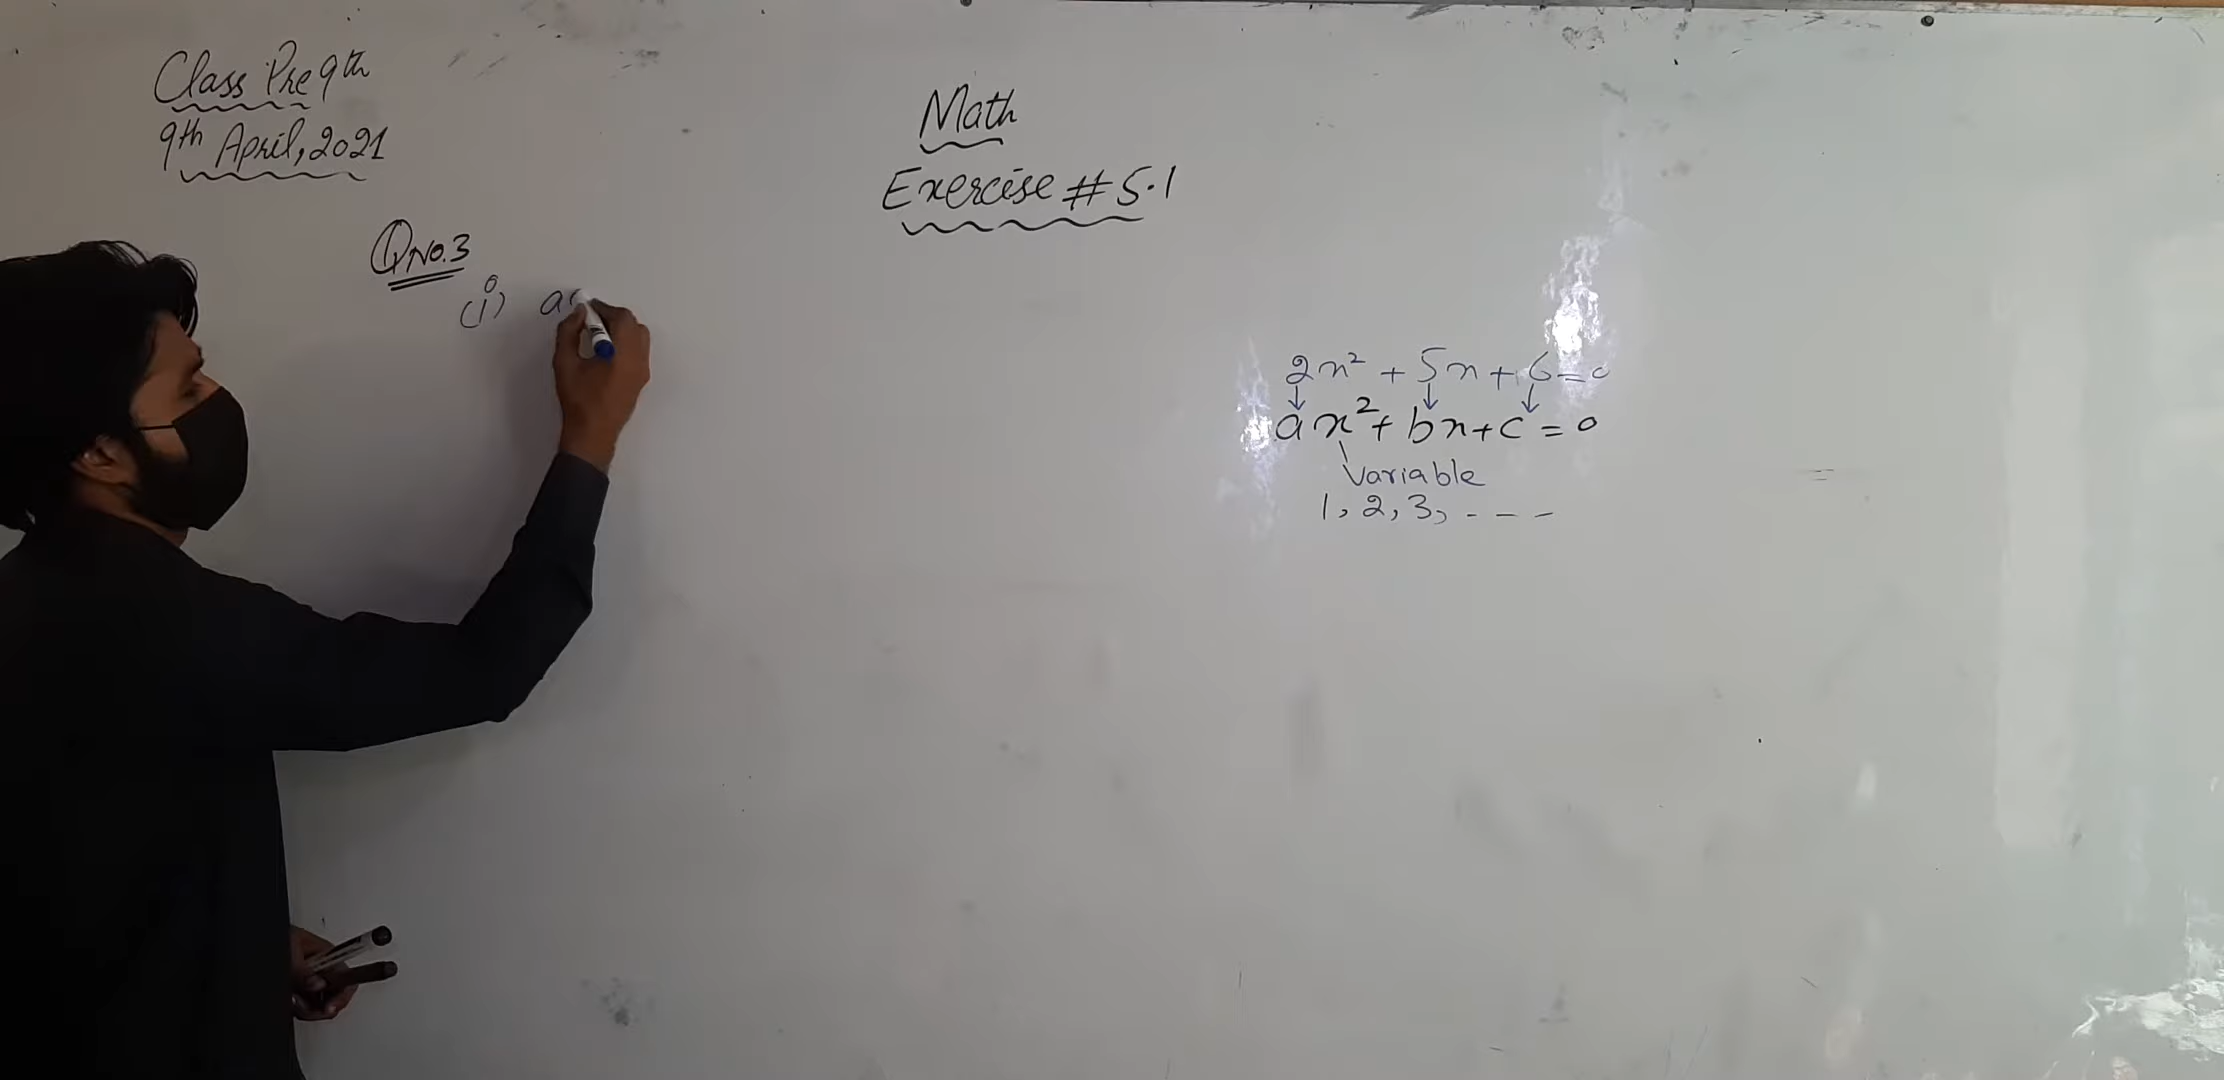 Class Pre 9th
9th April, 2021
Math
Exercise # 5.1
Q No. 3
(i) a
2x² + 5x + 6 = 0
ax² + bx + c = 0
Variable
1, 2, 3, - - -